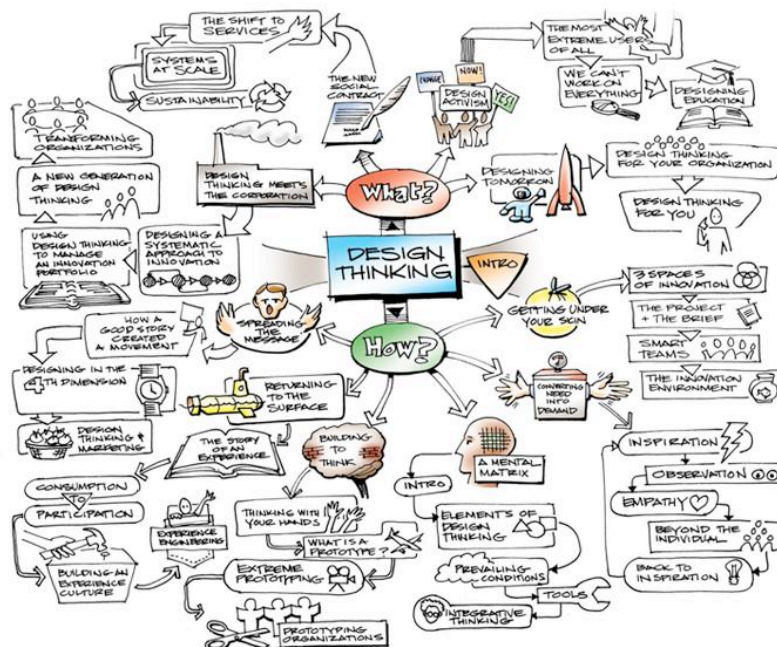 DESIGN
THINKING
INTRO
What?
How?
THE SHIFT TO
SERVICES
SYSTEMS
AT SCALE
SUSTAINABILITY
THE NEW
SOCIAL
CONTRACT
CHANGE
NOW!
YES!
DESIGN
ACTIVISM
THE MOST
EXTREME USERS
OF ALL
WE CAN'T
WORK ON
EVERYTHING
DESIGNING
EDUCATION
TRANSFORMING
ORGANIZATIONS
A NEW GENERATION
OF DESIGN
THINKING
USING
DESIGN THINKING
TO MANAGE
AN INNOVATION
PORTFOLIO
DESIGN
THINKING MEETS
THE CORPORATION
DESIGNING A
SYSTEMATIC
APPROACH TO
INNOVATION
DESIGNING
TOMORROW
DESIGN THINKING
FOR YOUR ORGANIZATION
DESIGN THINKING
FOR YOU
GETTING UNDER
YOUR SKIN
3 SPACES
OF INNOVATION
THE PROJECT
+ THE BRIEF
SMART
TEAMS
THE INNOVATION
ENVIRONMENT
SPREADING
THE
MESSAGE
HOW A
GOOD STORY
CREATED
A MOVEMENT
DESIGNING IN THE
4TH DIMENSION
DESIGN
THINKING +
MARKETING
RETURNING
TO THE
SURFACE
THE STORY
OF AN
EXPERIENCE
CONSUMPTION
TO
PARTICIPATION
BUILDING AN
EXPERIENCE
CULTURE
EXPERIENCE
ENGINEERING
BUILDING
TO
THINK
THINKING WITH
YOUR HANDS
WHAT IS A
PROTOTYPE?
EXTREME
PROTOTYPING
PROTOTYPING
ORGANIZATIONS
A MENTAL
MATRIX
INTRO
ELEMENTS OF
DESIGN
THINKING
PREVAILING
CONDITIONS
TOOLS
INTEGRATIVE
THINKING
CONVERTING
NEED INTO
DEMAND
INSPIRATION
OBSERVATION
EMPATHY
BEYOND THE
INDIVIDUAL
BACK TO
INSPIRATION